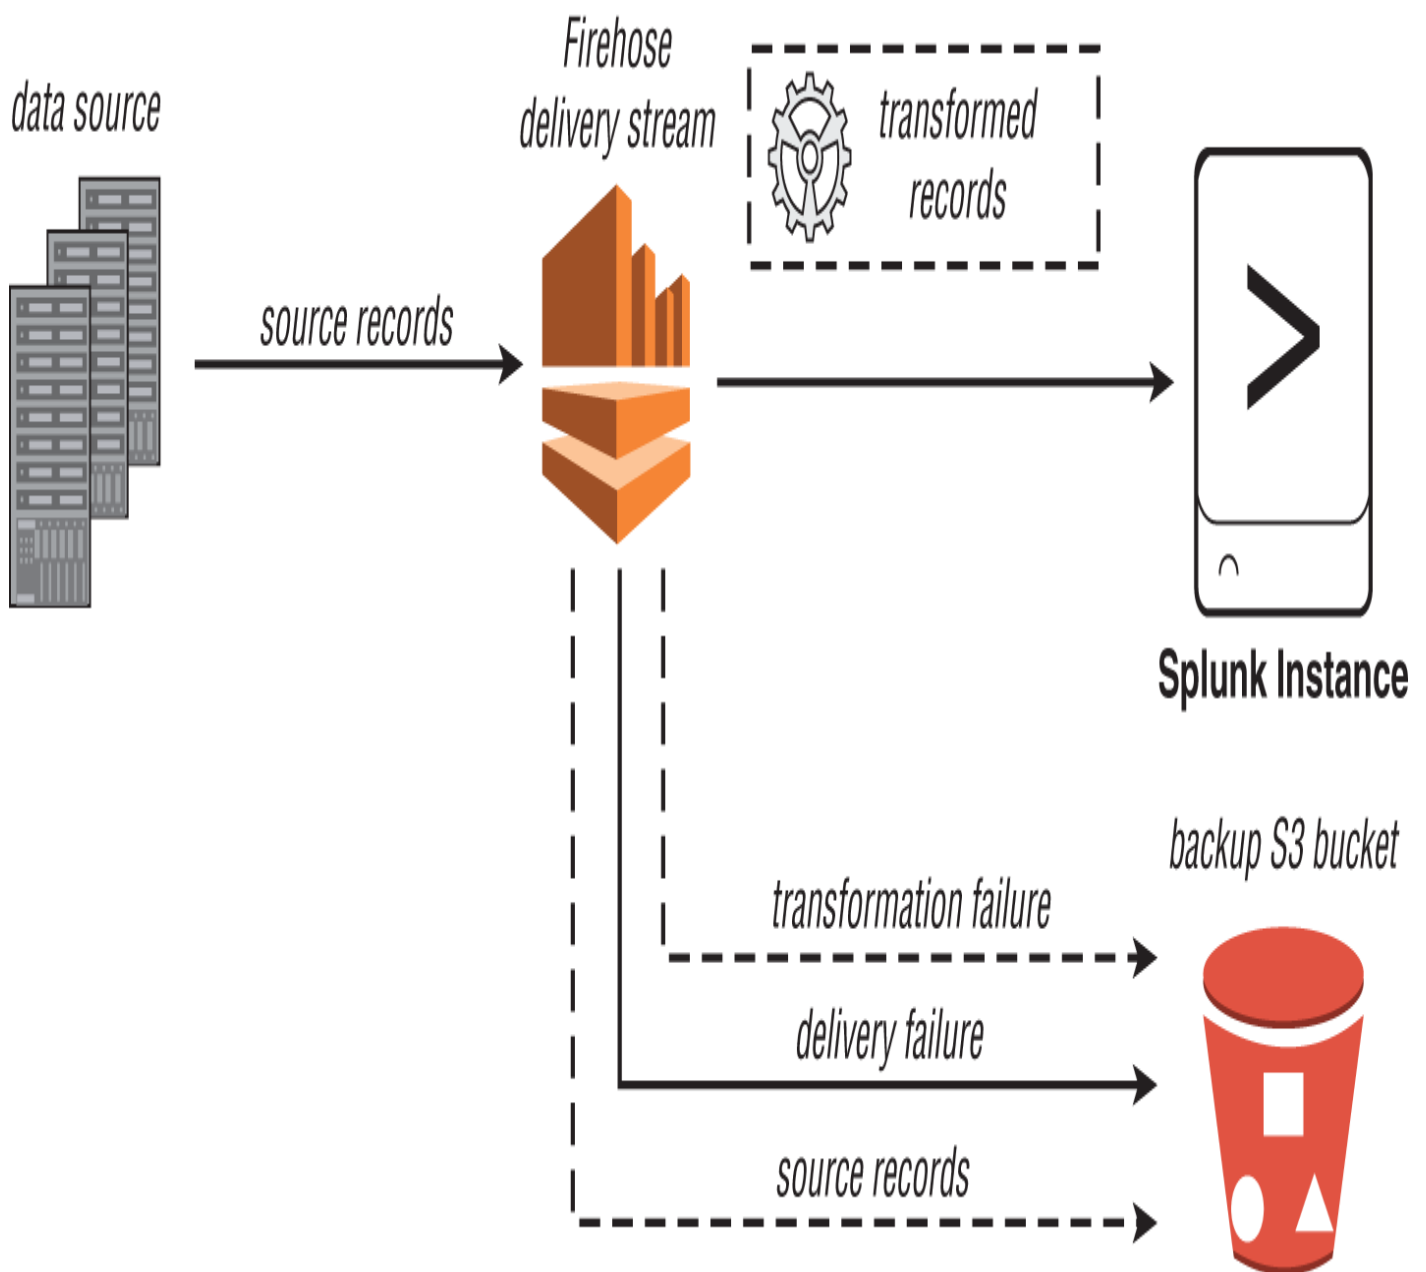 data source
Firehose
delivery stream
transformed
records
source records
Splunk Instance
backup S3 bucket
transformation failure
delivery failure
source records